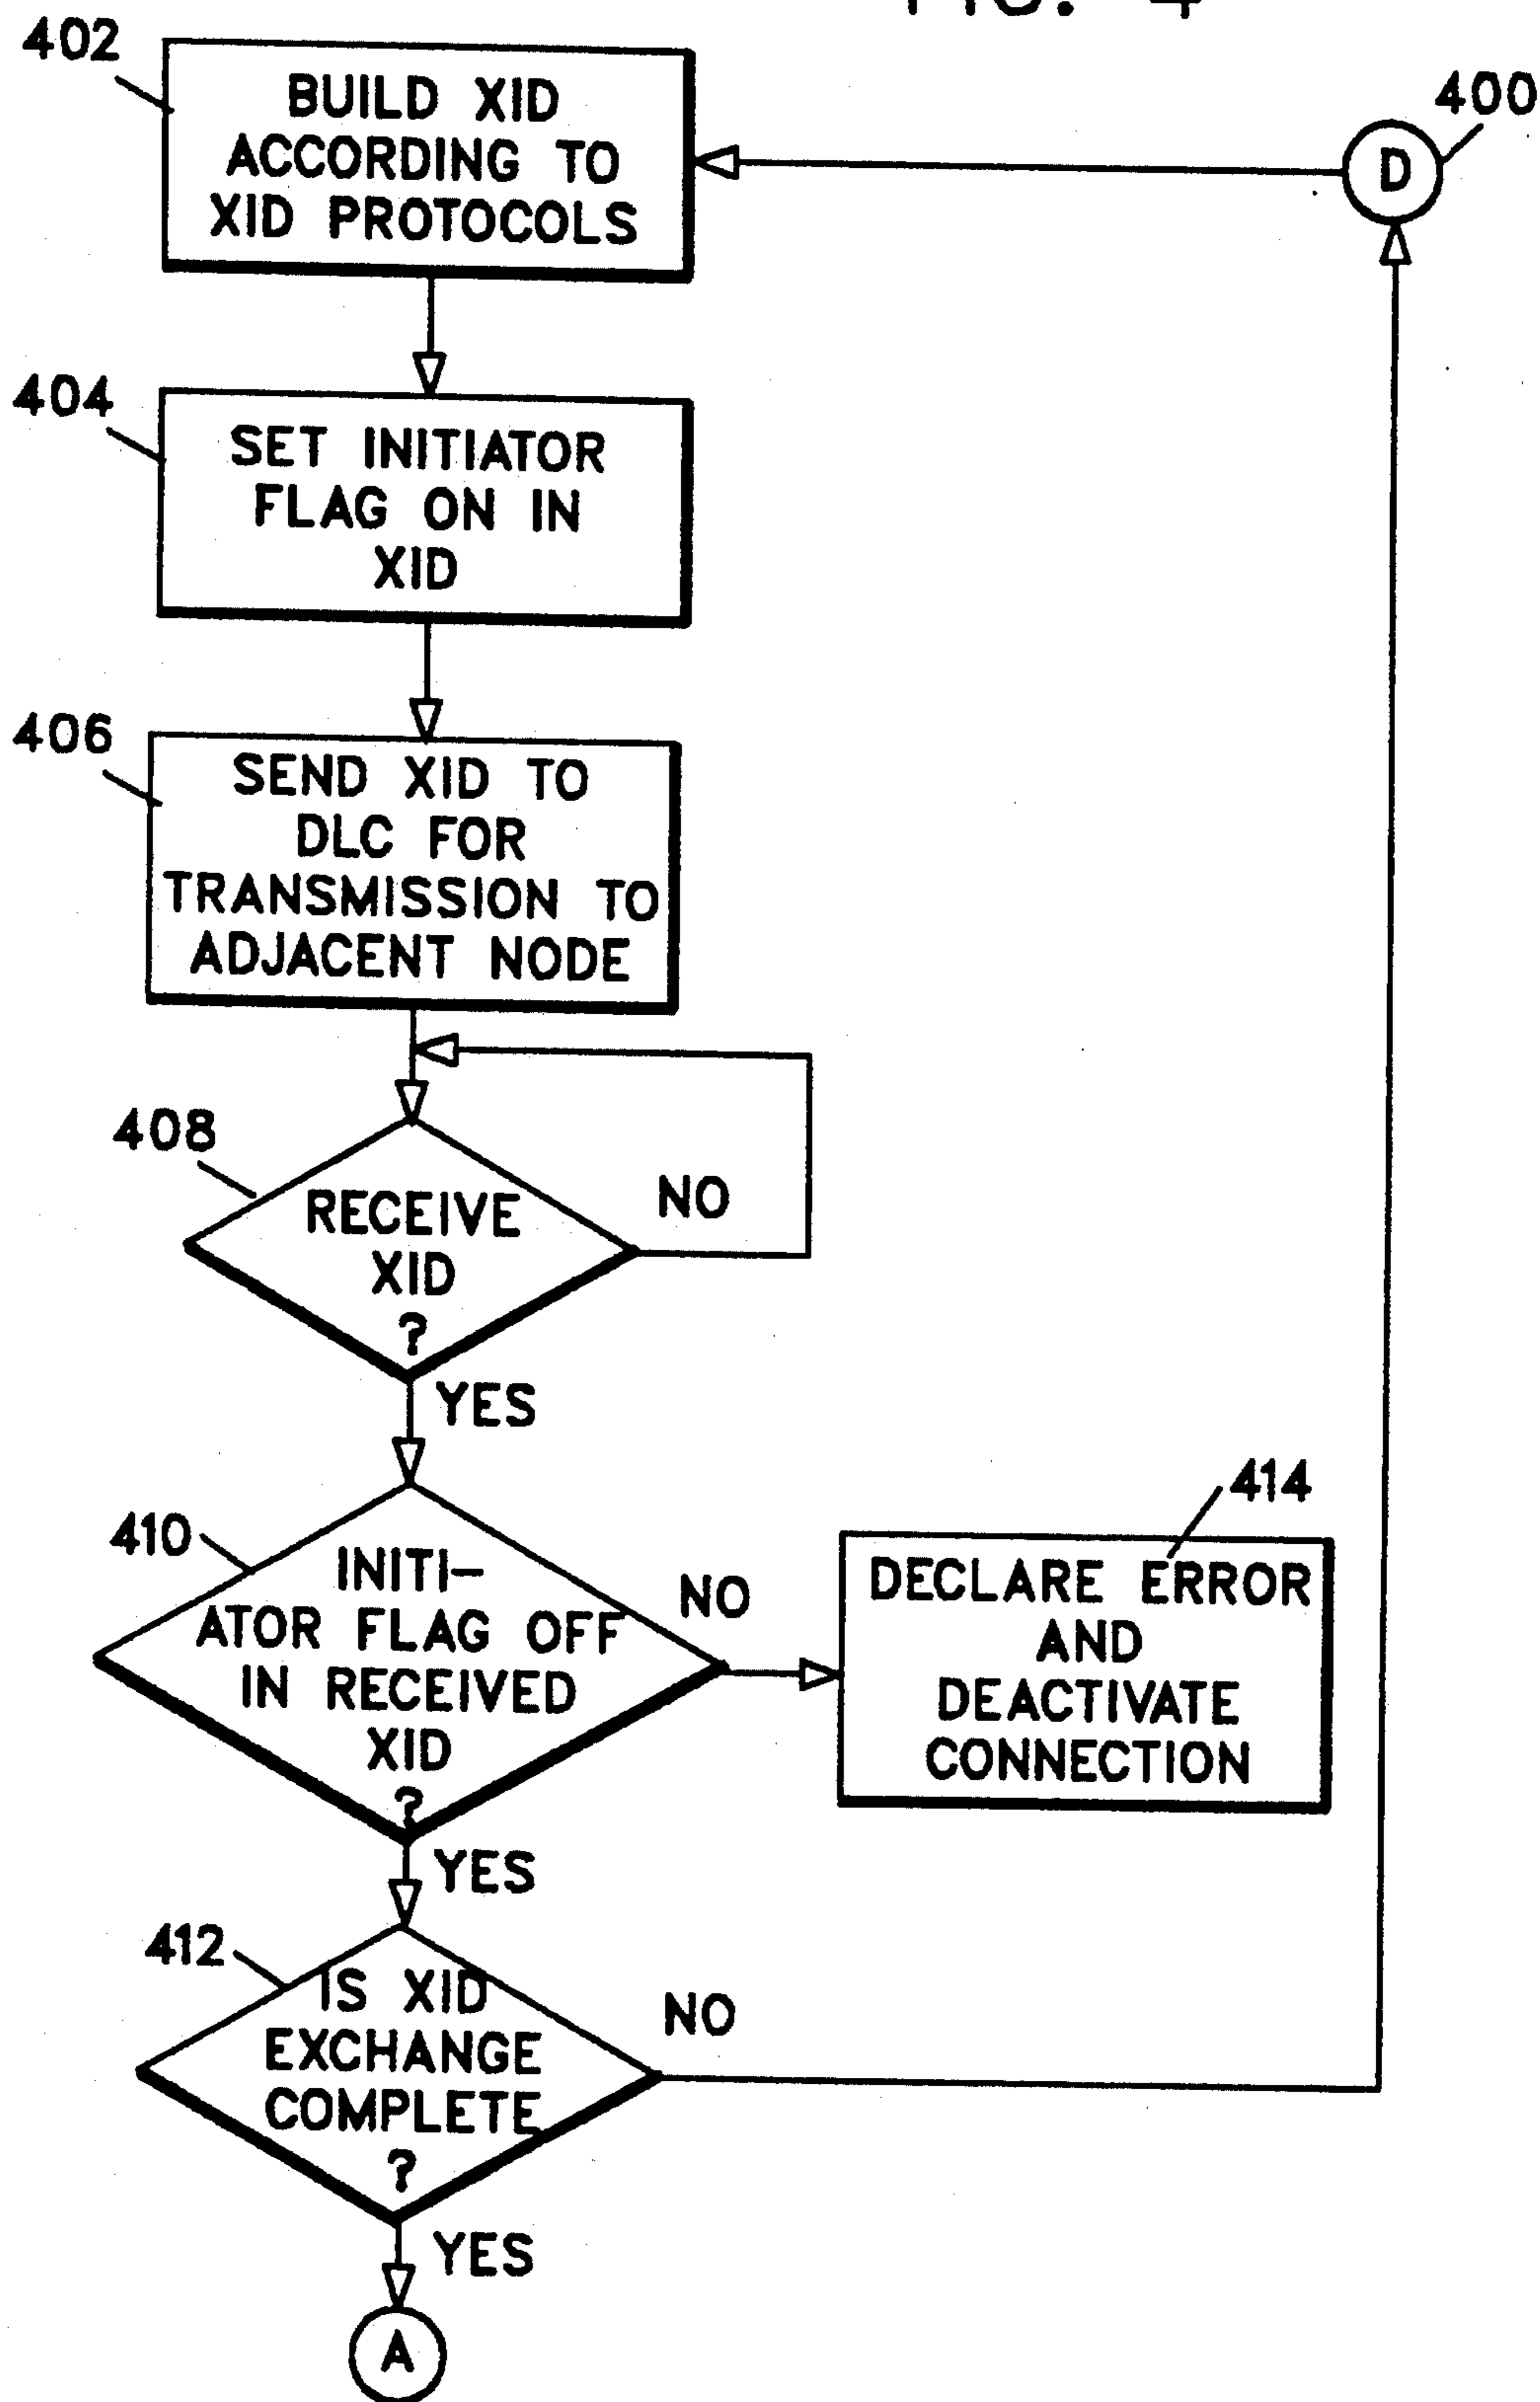 FIG. 4
402
BUILD XID
ACCORDING TO
XID PROTOCOLS
400
D
404
SET INITIATOR
FLAG ON IN
XID
406
SEND XID TO
DLC FOR
TRANSMISSION TO
ADJACENT NODE
408
RECEIVE
XID
?
NO
YES
410
INITI-
ATOR FLAG OFF
IN RECEIVED
XID
?
NO
414
DECLARE ERROR
AND
DEACTIVATE
CONNECTION
YES
412
IS XID
EXCHANGE
COMPLETE
?
NO
YES
A